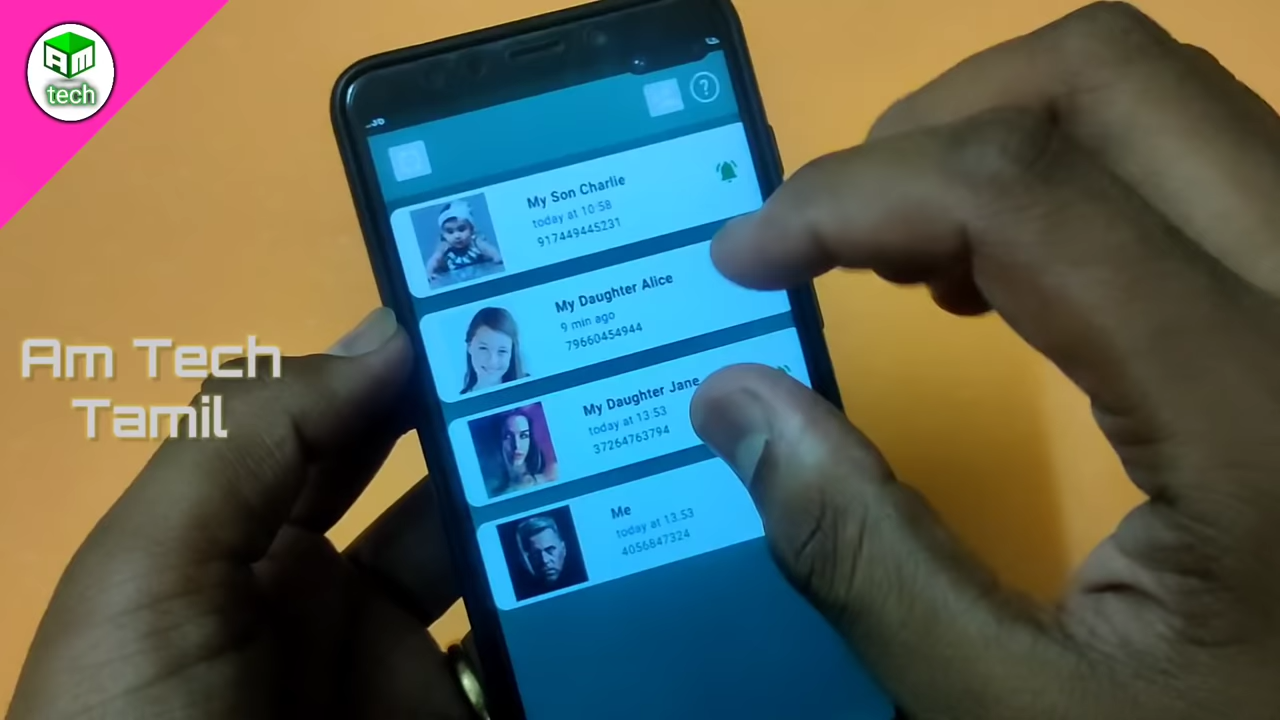 AM
tech
?
My Son Charlie
today at 10:58
917449445231
My Daughter Alice
9 min ago
79660454944
Am Tech
Tamil
My Daughter Jane
today at 13:53
37264763794
Me
today at 13:53
4056847324